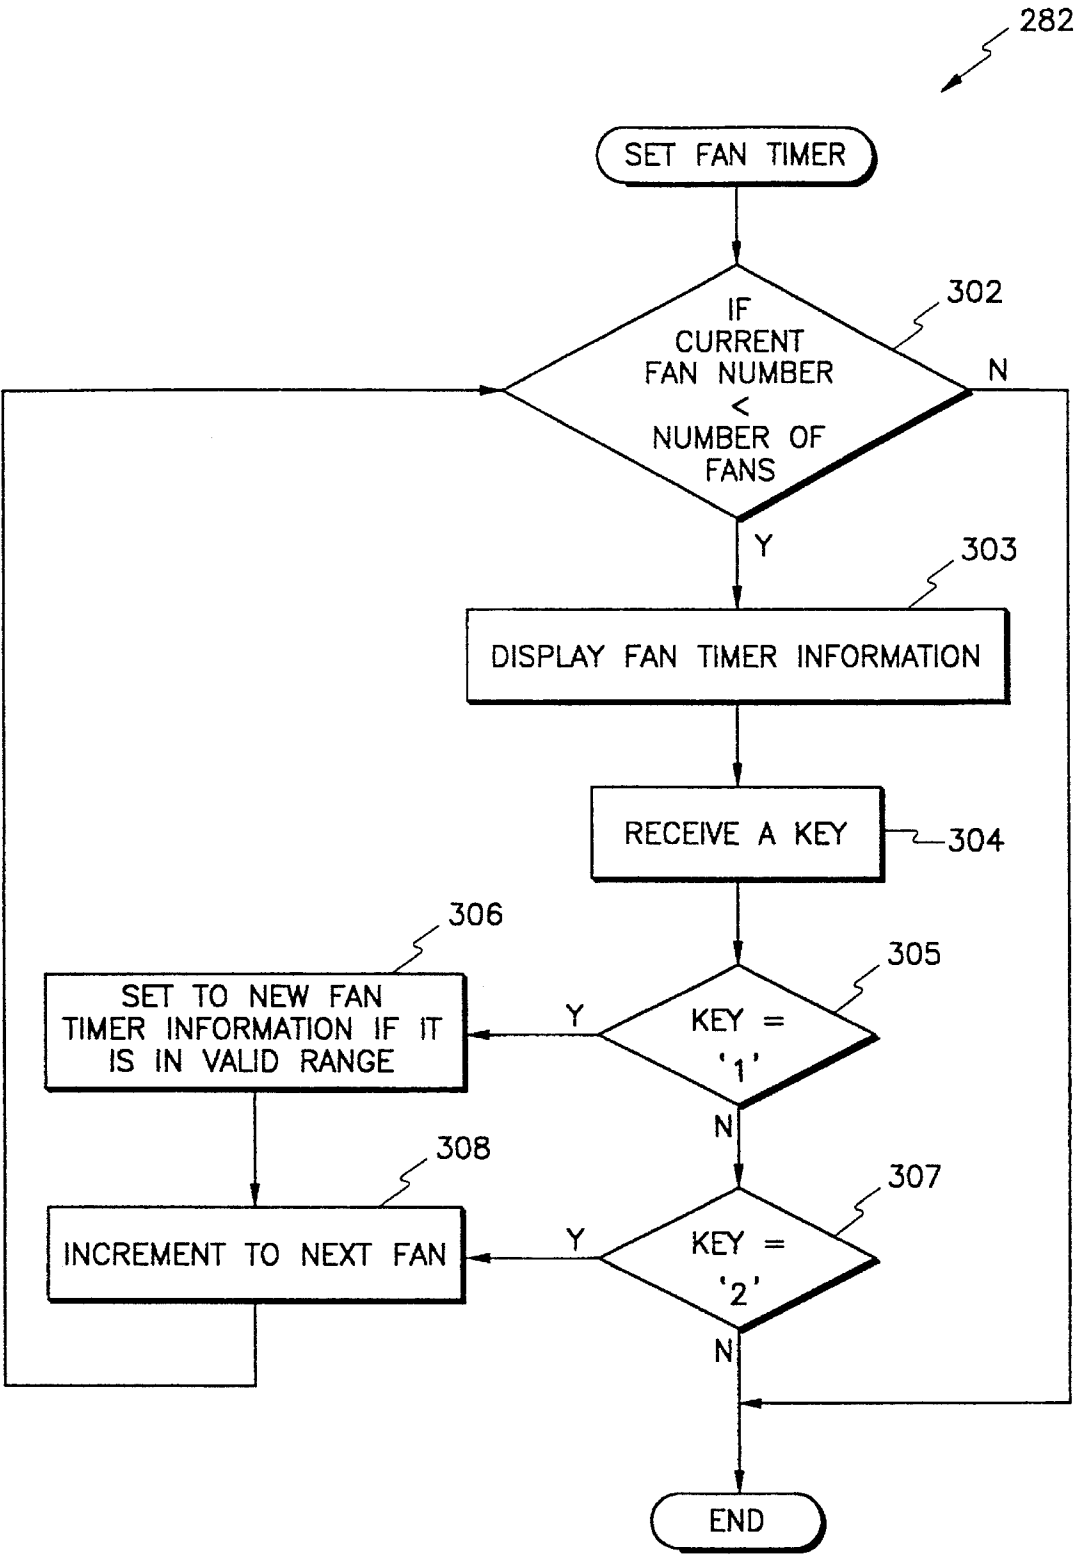 282
SET FAN TIMER
302
IF
CURRENT
FAN NUMBER
<
NUMBER OF
FANS
N
Y
303
DISPLAY FAN TIMER INFORMATION
RECEIVE A KEY
304
306
SET TO NEW FAN
TIMER INFORMATION IF IT
IS IN VALID RANGE
Y
305
KEY =
'1'
N
308
INCREMENT TO NEXT FAN
Y
307
KEY =
'2'
N
END